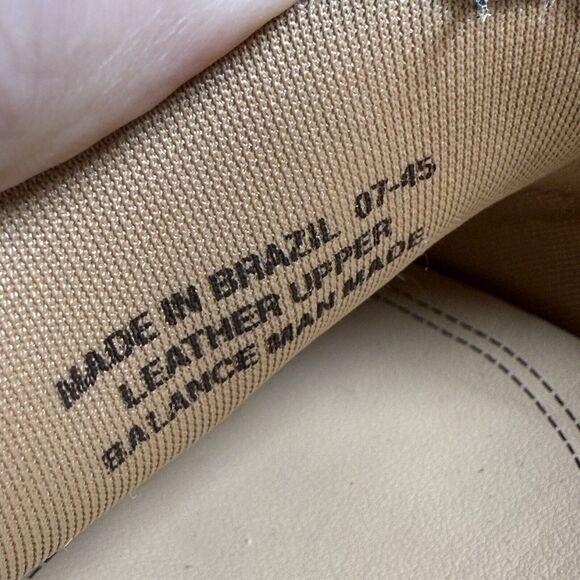 MADE IN BRAZIL 07-45
LEATHER UPPER
BALANCE MAN MADE.